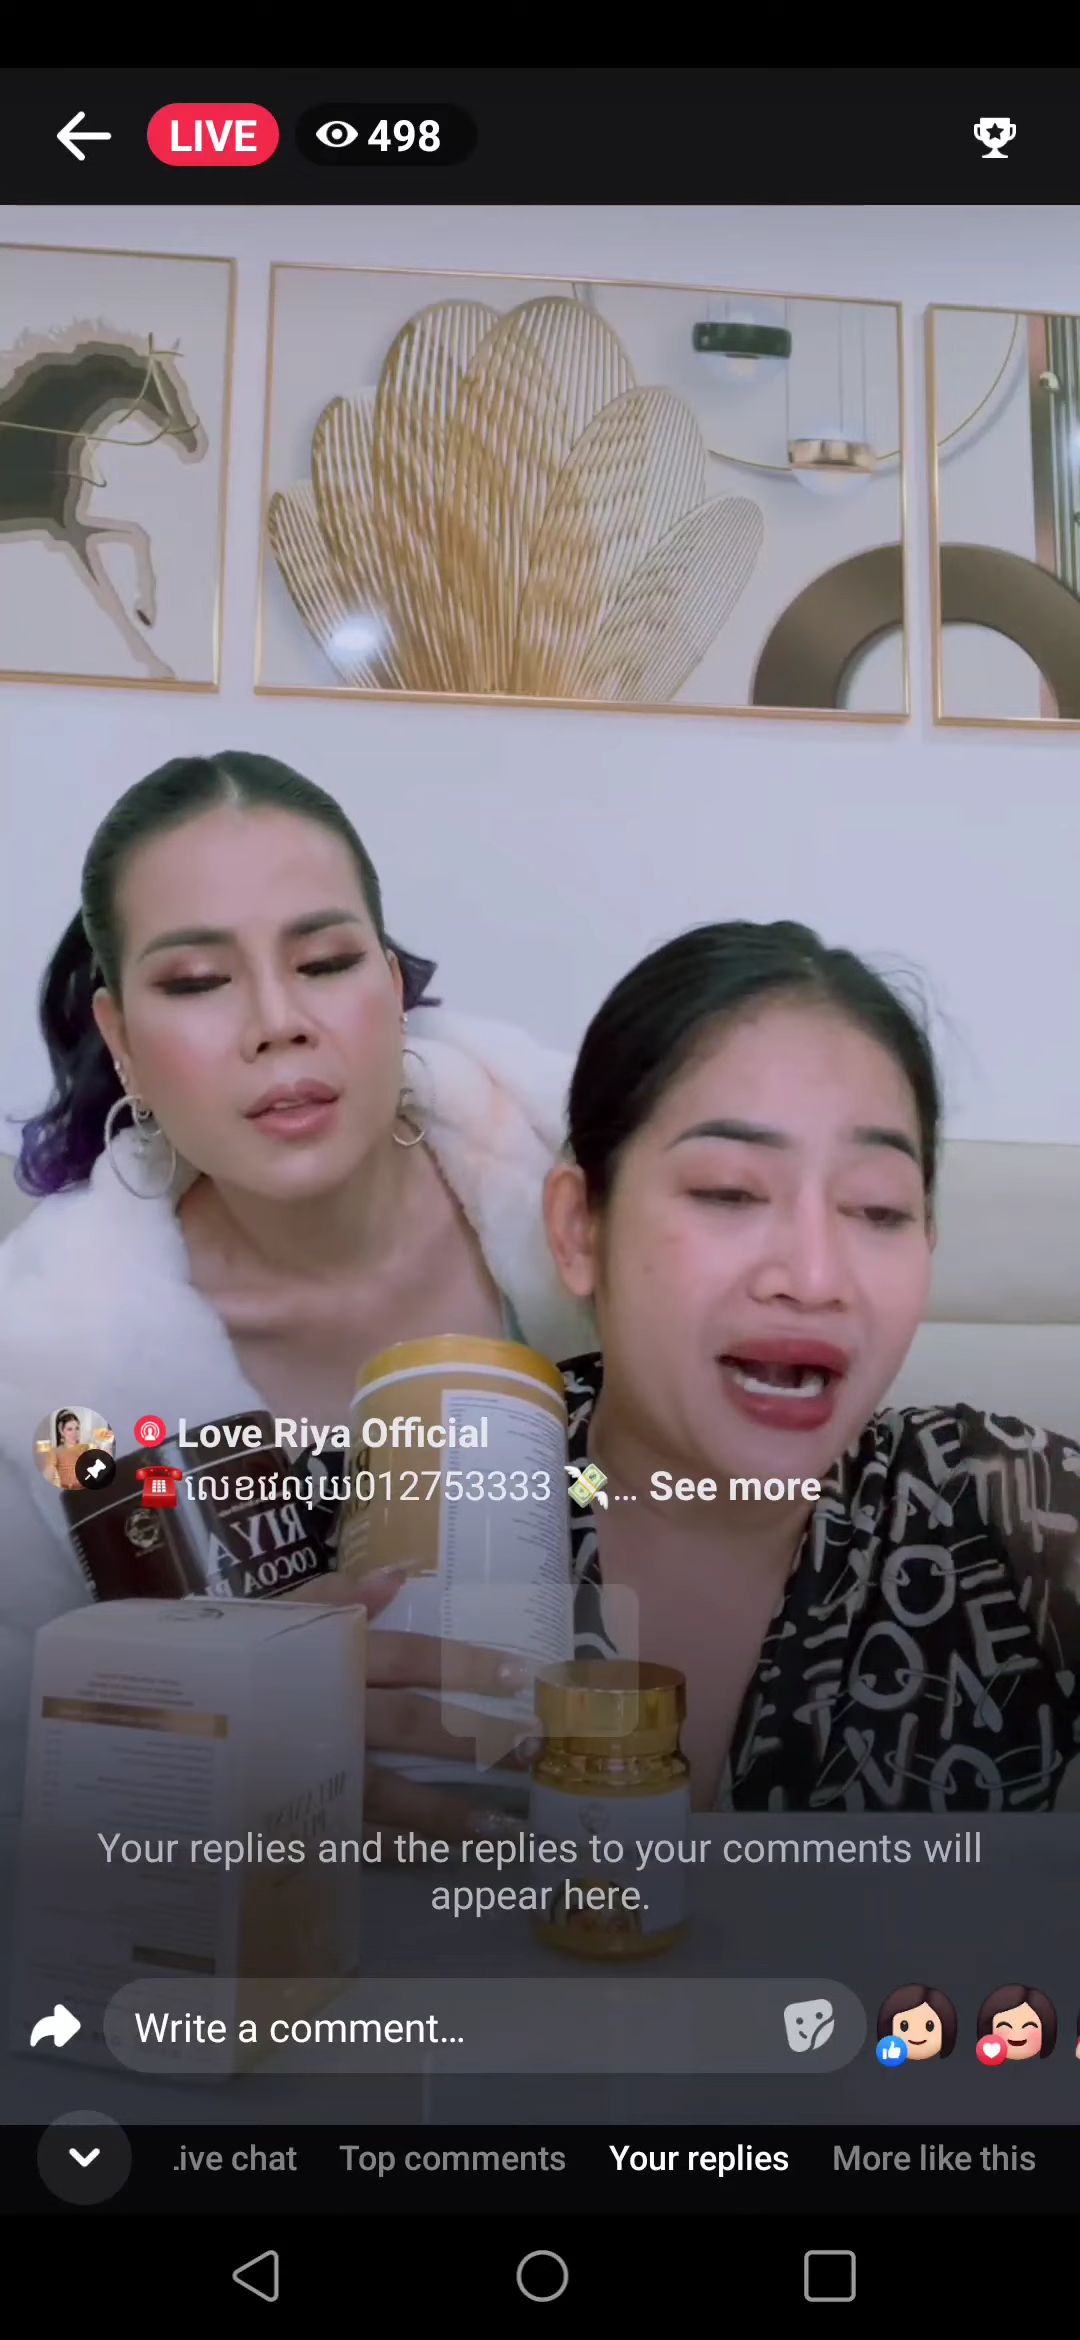 LIVE 498
Love Riya Official
☎️លេខវេលុយ012753333 💸... See more
RIYA
Your replies and the replies to your comments will
appear here.
Write a comment...
.ive chat Top comments Your replies More like this